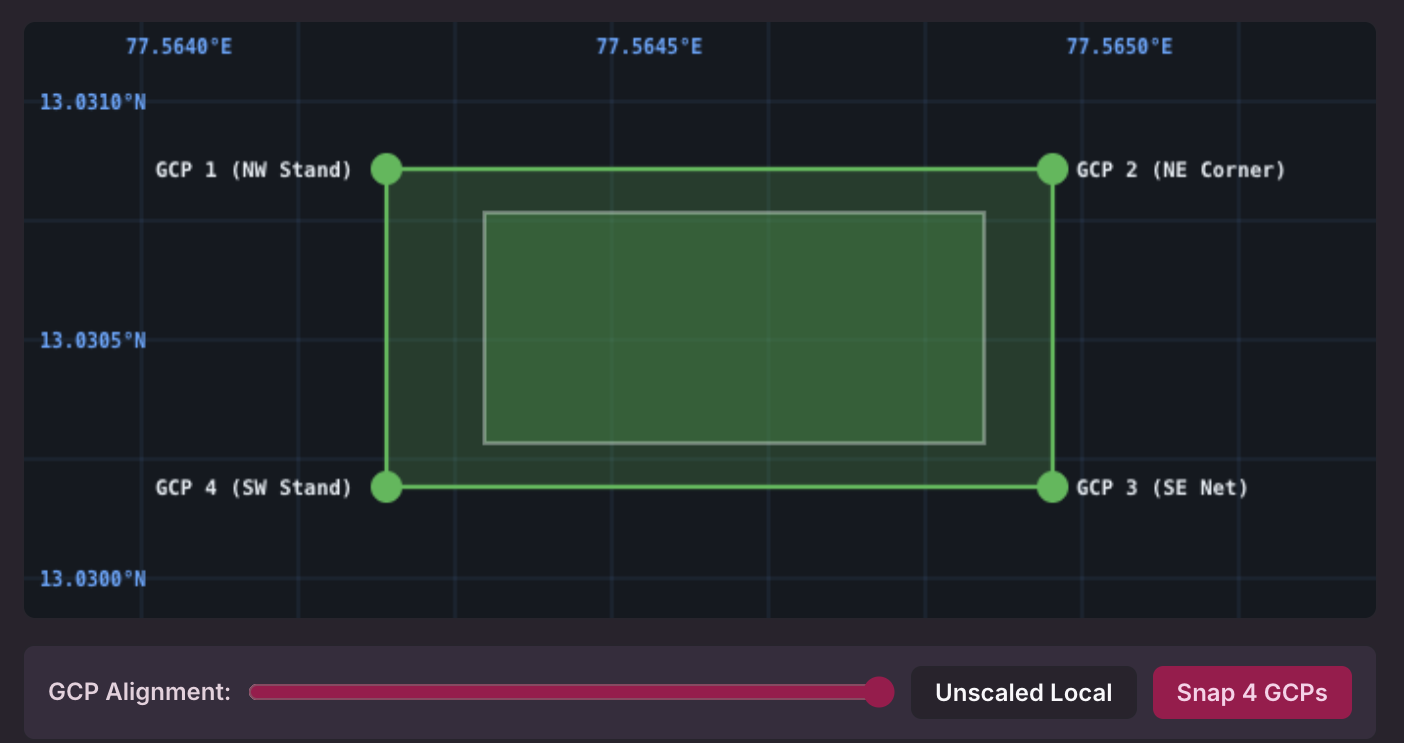 77.5640°E 77.5645°E 77.5650°E
13.0310°N
GCP 1 (NW Stand) GCP 2 (NE Corner)
13.0305°N
GCP 4 (SW Stand) GCP 3 (SE Net)
13.0300°N
GCP Alignment: Unscaled Local Snap 4 GCPs